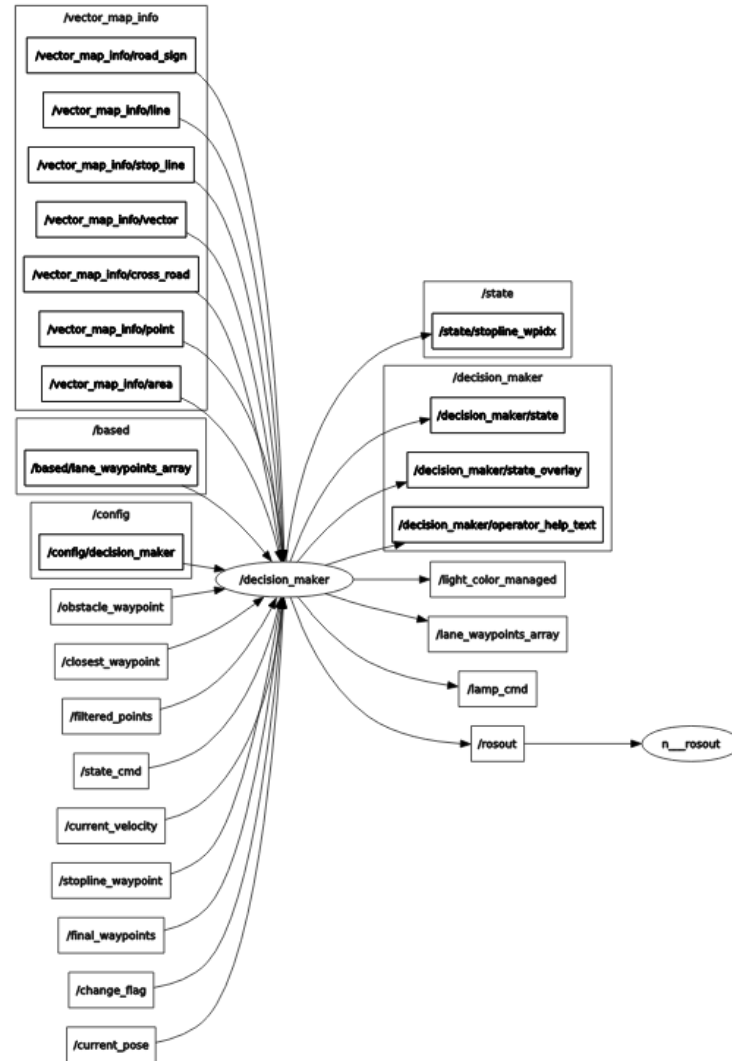 /vector_map_info
/vector_map_info/road_sign
/vector_map_info/line
/vector_map_info/stop_line
/vector_map_info/vector
/vector_map_info/cross_road
/vector_map_info/point
/vector_map_info/area
/based
/based/lane_waypoints_array
/config
/config/decision_maker
/obstacle_waypoint
/closest_waypoint
/filtered_points
/state_cmd
/current_velocity
/stopline_waypoint
/final_waypoints
/change_flag
/current_pose
/decision_maker
/state
/state/stopline_wpidx
/decision_maker
/decision_maker/state
/decision_maker/state_overlay
/decision_maker/operator_help_text
/light_color_managed
/lane_waypoints_array
/lamp_cmd
/rosout
n___rosout